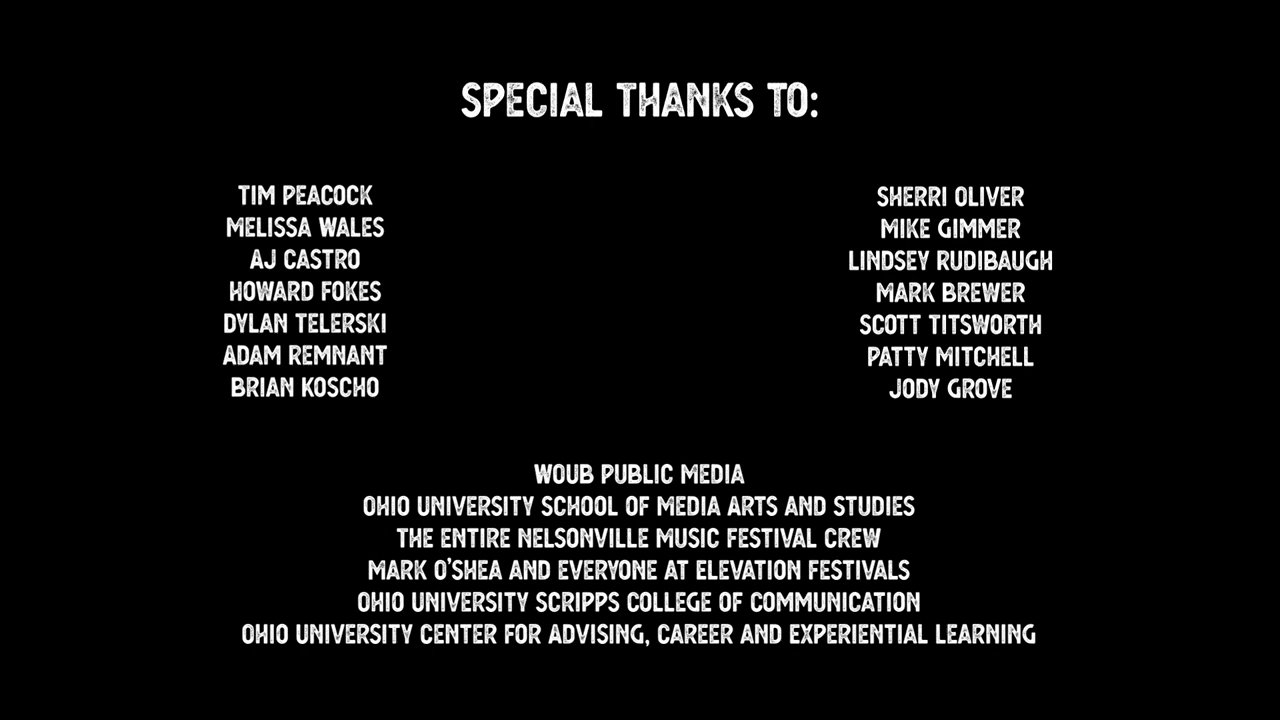 SPECIAL THANKS TO:
TIM PEACOCK
MELISSA WALES
AJ CASTRO
HOWARD FOKES
DYLAN TELERSKI
ADAM REMNANT
BRIAN KOSCHO
SHERRI OLIVER
MIKE GIMMER
LINDSEY RUDIBAUGH
MARK BREWER
SCOTT TITSWORTH
PATTY MITCHELL
JODY GROVE
WOUB PUBLIC MEDIA
OHIO UNIVERSITY SCHOOL OF MEDIA ARTS AND STUDIES
THE ENTIRE NELSONVILLE MUSIC FESTIVAL CREW
MARK O'SHEA AND EVERYONE AT ELEVATION FESTIVALS
OHIO UNIVERSITY SCRIPPS COLLEGE OF COMMUNICATION
OHIO UNIVERSITY CENTER FOR ADVISING, CAREER AND EXPERIENTIAL LEARNING